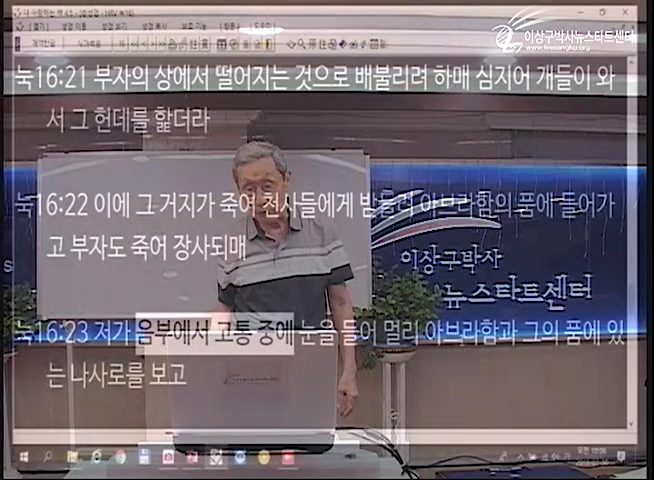 이상구박사뉴스타트센터
www.leesangku.org
개역한글
눅16:21 부자의 상에서 떨어지는 것으로 배불리려 하매 심지어 개들이 와
서 그 헌데를 핥더라
눅16:22 이에 그 거지가 죽어 천사들에게 받들려 아브라함의 품에 들어가
고 부자도 죽어 장사되매
이상구박사
뉴스타트센터
눅16:23 저가 음부에서 고통 중에 눈을 들어 멀리 아브라함과 그의 품에 있
는 나사로를 보고